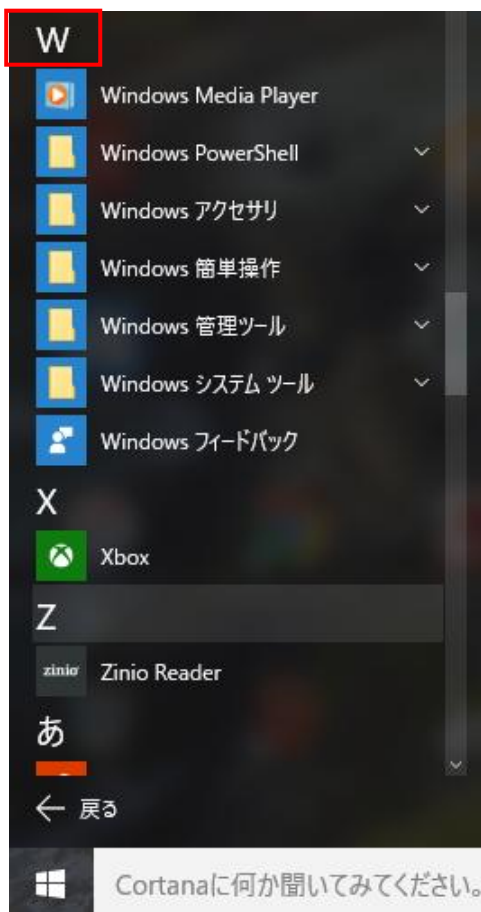 W
Windows Media Player
Windows PowerShell
Windows アクセサリ
Windows 簡単操作
Windows 管理ツール
Windows システム ツール
Windows フィードバック
X
Xbox
Z
zinio Zinio Reader
あ
← 戻る
Cortanaに何か聞いてみてください。